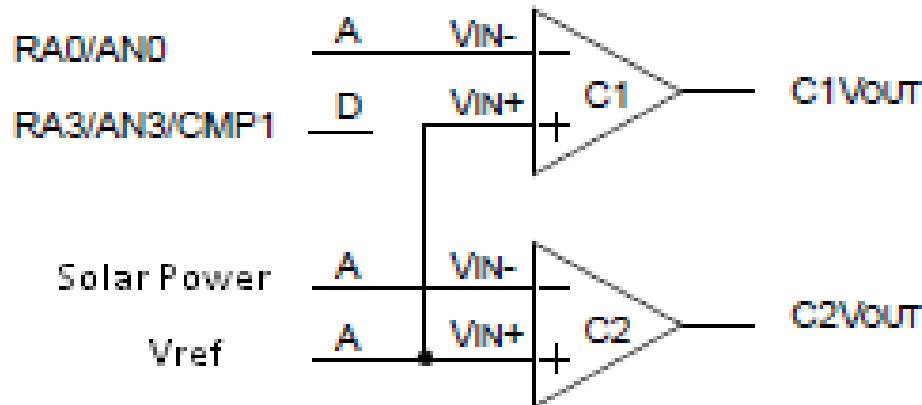 RA0/AN0 A VIN- − C1 C1VOUT
RA3/AN3/CMP1 D VIN+ +
Solar Power A VIN- − C2 C2VOUT
Vref A VIN+ +